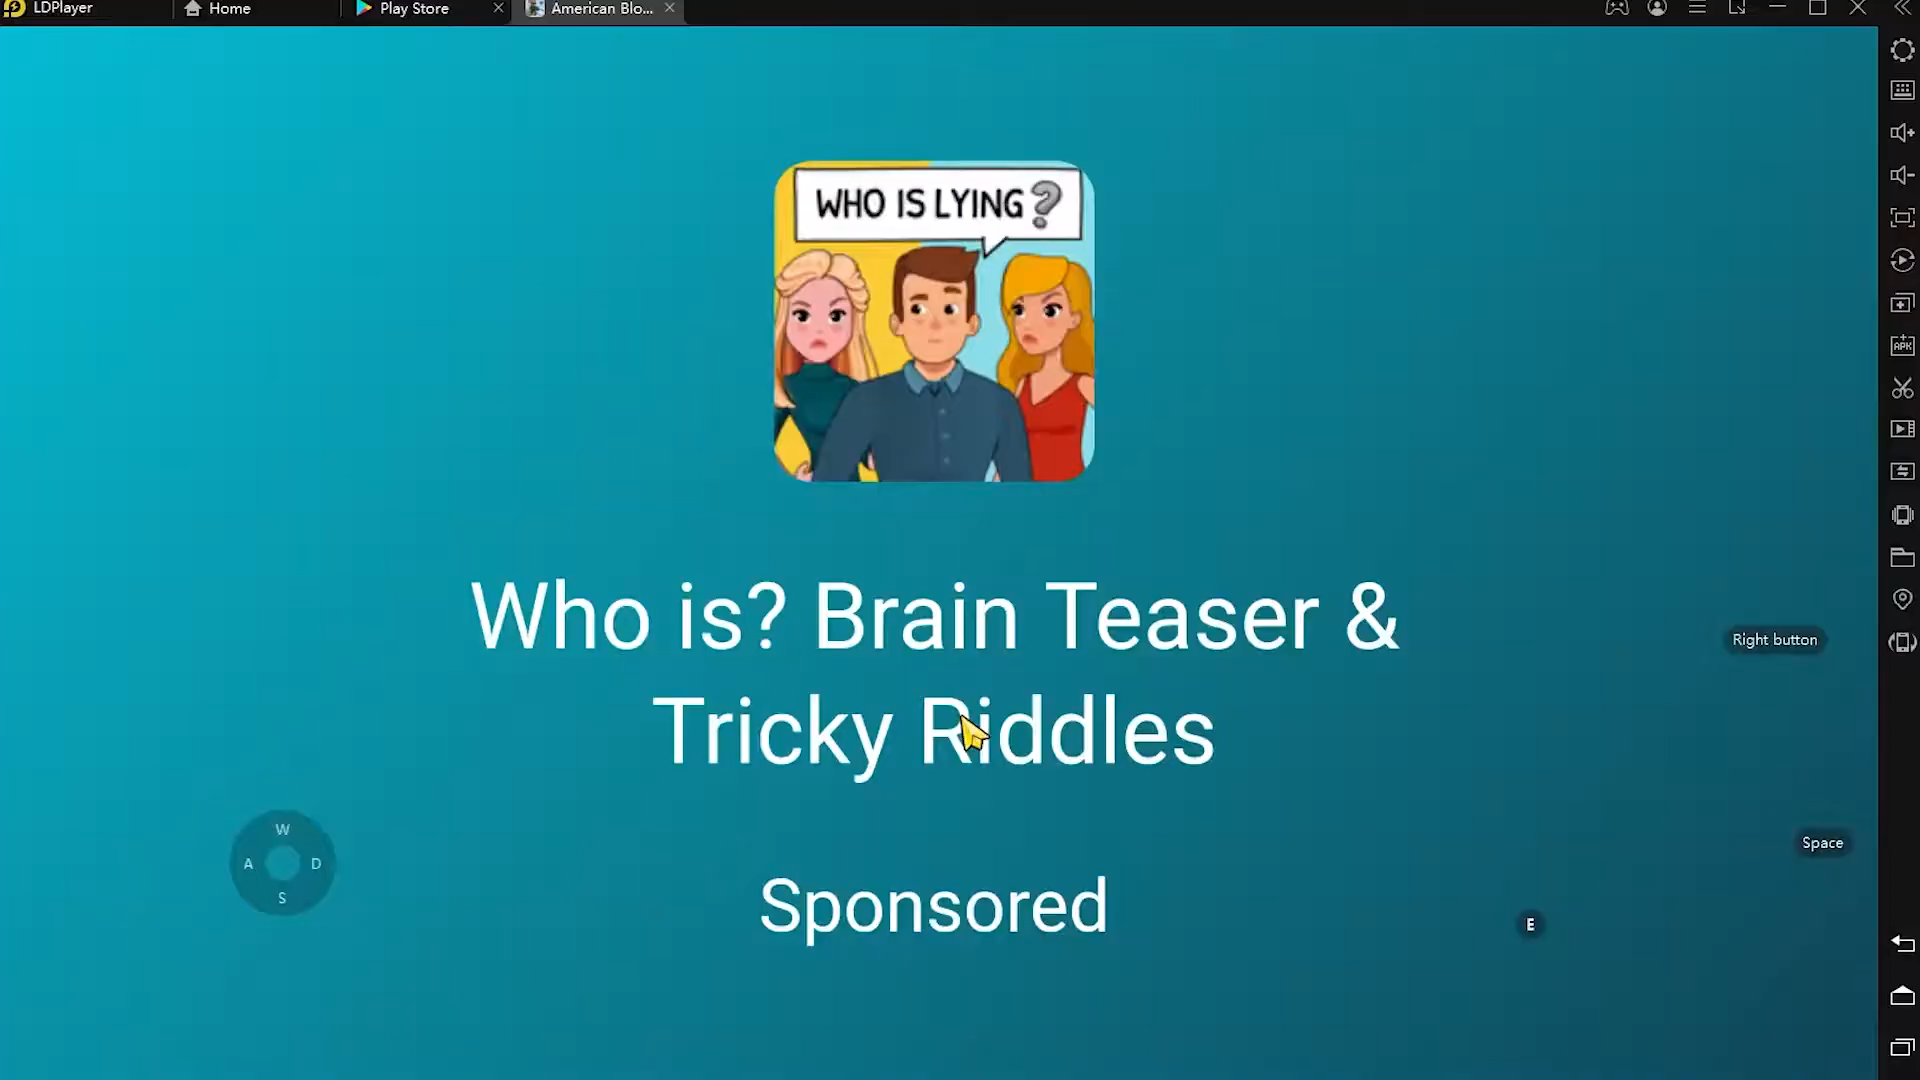 LDPlayer
Home
Play Store
American Blo...
WHO IS LYING?
Who is? Brain Teaser &
Tricky Riddles
Sponsored
Right button
Space
W
A
D
S
E
APK